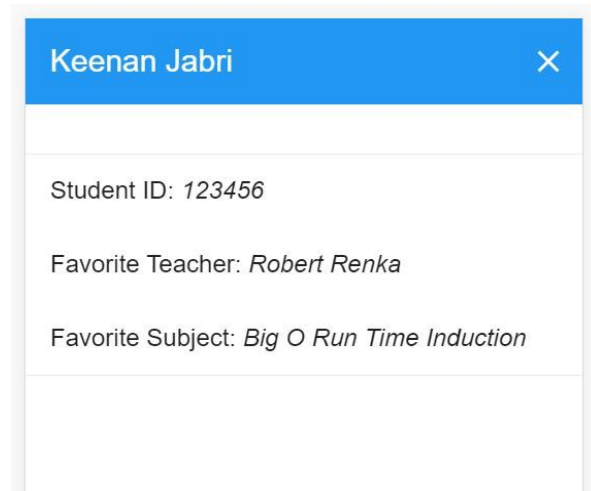 Keenan Jabri
Student ID: 123456
Favorite Teacher: Robert Renka
Favorite Subject: Big O Run Time Induction